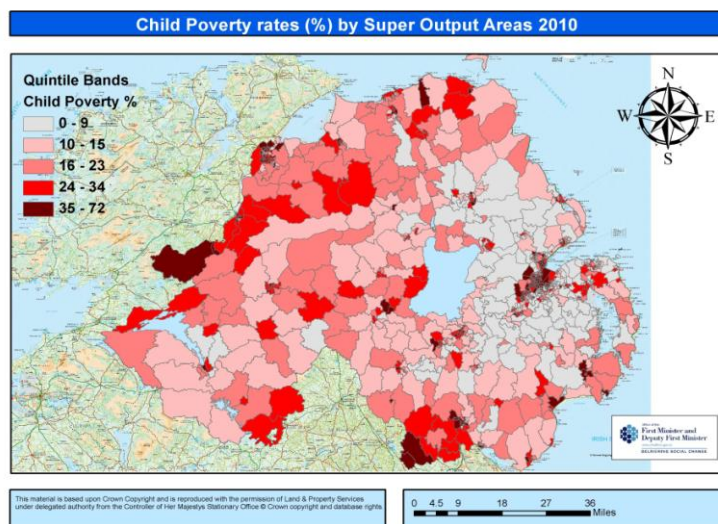 Child Poverty rates (%) by Super Output Areas 2010
Quintile Bands
Child Poverty %
0 - 9
10 - 15
16 - 23
24 - 34
35 - 72
N
W
E
S
First Minister and
Deputy First Minister
DELIVERING SOCIAL CHANGE
This material is based upon Crown Copyright and is reproduced with the permission of Land & Property Services
under delegated authority from the Controller of Her Majestys Stationary Office © Crown copyright and database rights
0 4.5 9 18 27 36
Miles